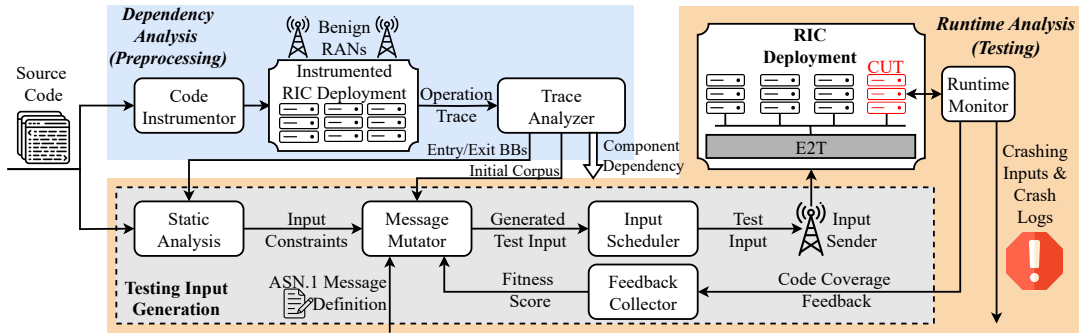 Dependency
Analysis
(Preprocessing)
Benign
RANs
Source
Code
Code
Instrumentor
Instrumented
RIC Deployment
Operation
Trace
Trace
Analyzer
Entry/Exit BBs
Initial Corpus
Component
Dependency
RIC
Deployment
CUT
E2T
Runtime Analysis
(Testing)
Runtime
Monitor
Crashing
Inputs &
Crash
Logs
Static
Analysis
Input
Constraints
Message
Mutator
Generated
Test Input
Input
Scheduler
Test
Input
Input
Sender
Testing Input
Generation
ASN.1 Message
Definition
Fitness
Score
Feedback
Collector
Code Coverage
Feedback